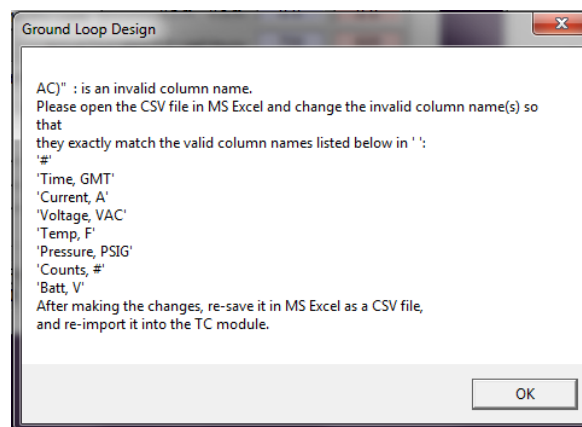 Ground Loop Design
AC)" : is an invalid column name.
Please open the CSV file in MS Excel and change the invalid column name(s) so
that
they exactly match the valid column names listed below in ' ':
'#'
'Time, GMT'
'Current, A'
'Voltage, VAC'
'Temp, F'
'Pressure, PSIG'
'Counts, #'
'Batt, V'
After making the changes, re-save it in MS Excel as a CSV file,
and re-import it into the TC module.
OK